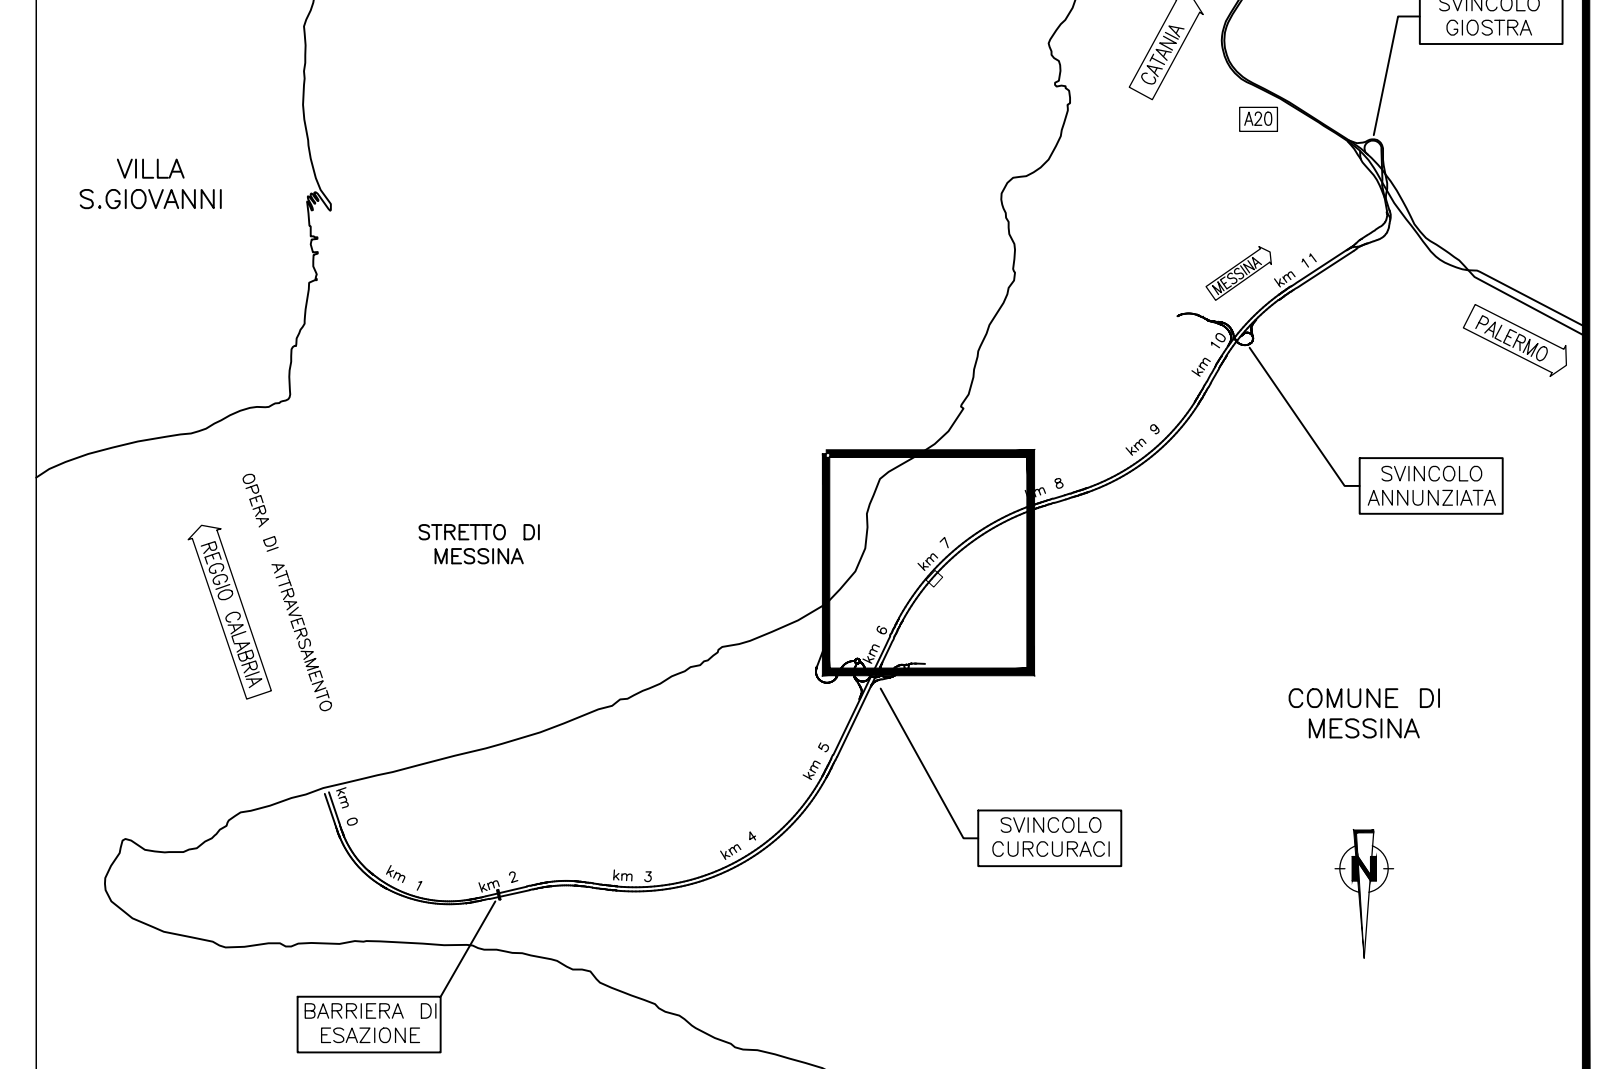 SVINCOLO
GIOSTRA
CATANIA
A20
VILLA
S.GIOVANNI
MESSINA
km 11
PALERMO
km 10
km 9
SVINCOLO
ANNUNZIATA
km 8
OPERA DI ATTRAVERSAMENTO
REGGIO CALABRIA
STRETTO DI
MESSINA
km 7
km 6
COMUNE DI
MESSINA
km 5
km 0
SVINCOLO
CURCURACI
km 4
km 3
km 2
km 1
N
BARRIERA DI
ESAZIONE